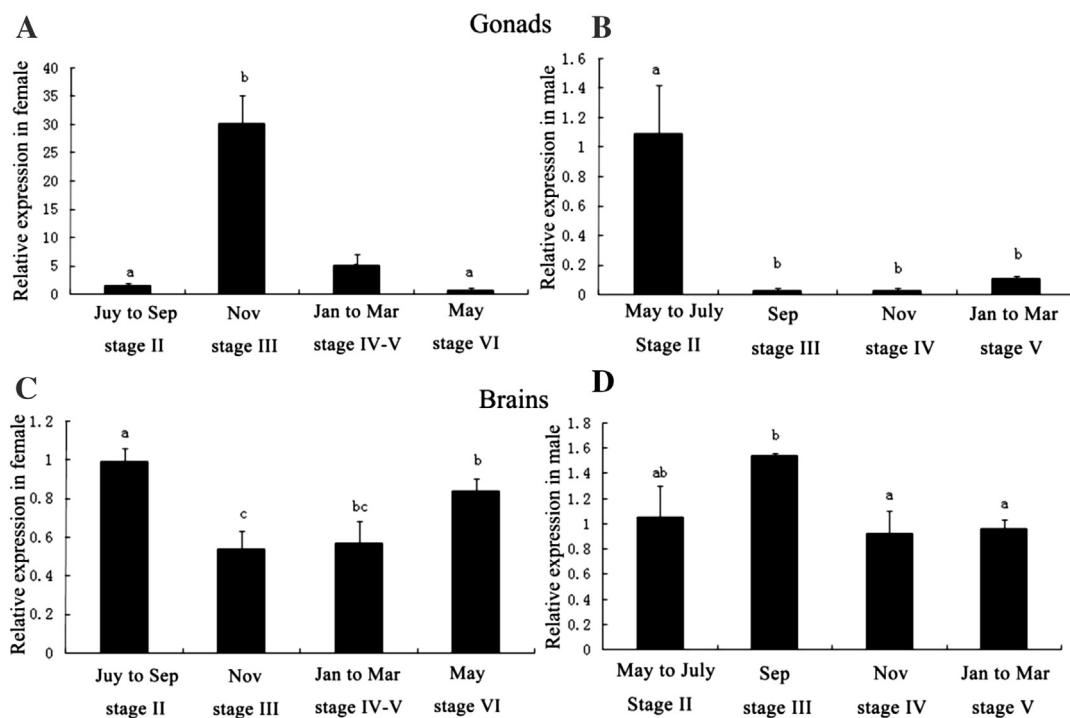 A
Gonads
B
Relative expression in female
40
35
30
25
20
15
10
5
0
a
b
a
Juy to Sep
Nov
Jan to Mar
May
stage II
stage III
stage IV-V
stage VI
Relative expression in male
1.6
1.4
1.2
1
0.8
0.6
0.4
0.2
0
a
b
b
b
May to July
Sep
Nov
Jan to Mar
Stage II
stage III
stage IV
stage V
C
Brains
D
Relative expression in female
1.2
1
0.8
0.6
0.4
0.2
0
a
c
bc
b
Juy to Sep
Nov
Jan to Mar
May
stage II
stage III
stage IV-V
stage VI
Relative expression in male
1.8
1.6
1.4
1.2
1
0.8
0.6
0.4
0.2
0
ab
b
a
a
May to July
Sep
Nov
Jan to Mar
Stage II
stage III
stage IV
stage V